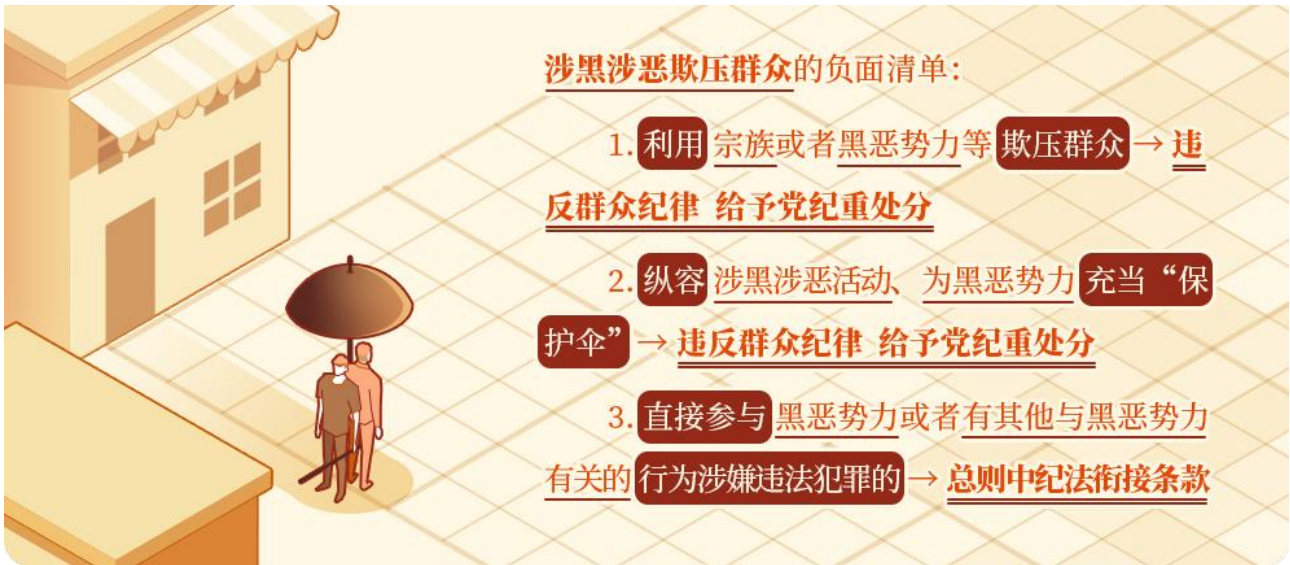 涉黑涉恶欺压群众的负面清单：
1. 利用 宗族或者黑恶势力等 欺压群众 → 违
反群众纪律 给予党纪重处分
2. 纵容 涉黑涉恶活动、为黑恶势力 充当“保
护伞” → 违反群众纪律 给予党纪重处分
3. 直接参与 黑恶势力或者有其他与黑恶势力
有关的 行为涉嫌违法犯罪的 → 总则中纪法衔接条款